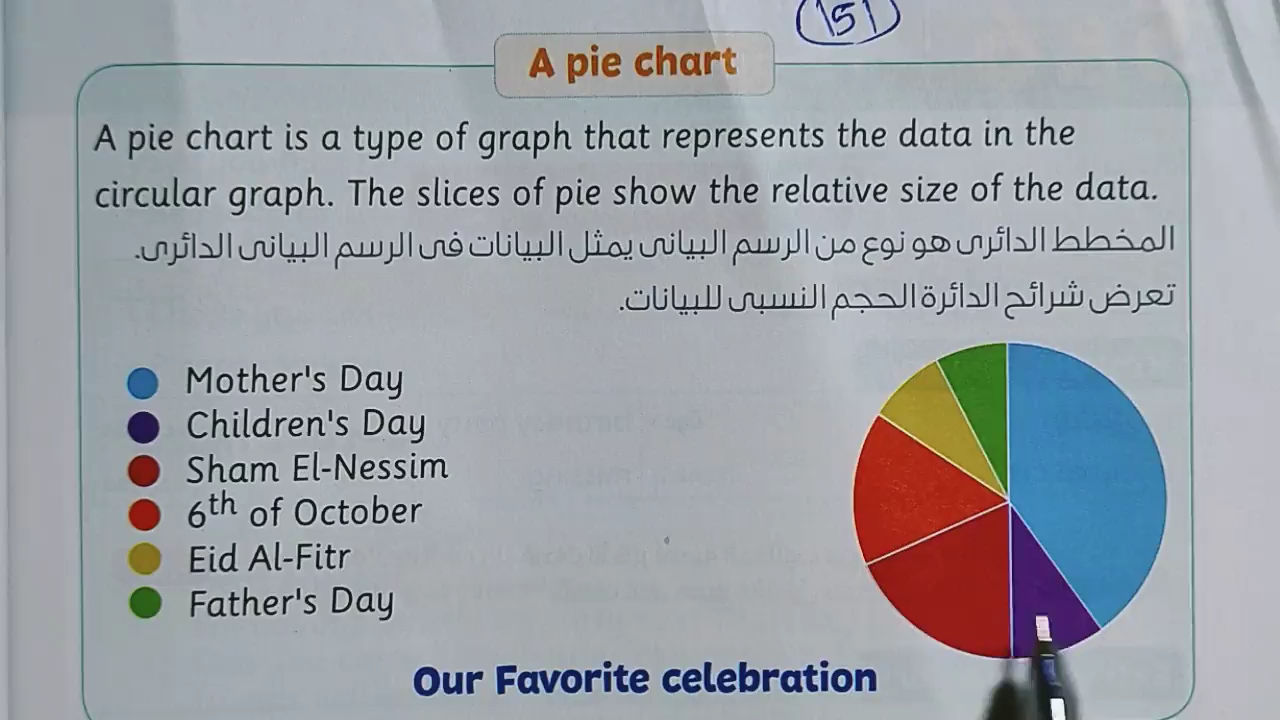 151
A pie chart
A pie chart is a type of graph that represents the data in the
circular graph. The slices of pie show the relative size of the data.
المخطط الدائرى هو نوع من الرسم البيانى يمثل البيانات فى الرسم البيانى الدائرى.
تعرض شرائح الدائرة الحجم النسبى للبيانات.
Mother's Day
Children's Day
Sham El-Nessim
6th of October
Eid Al-Fitr
Father's Day
Our Favorite celebration